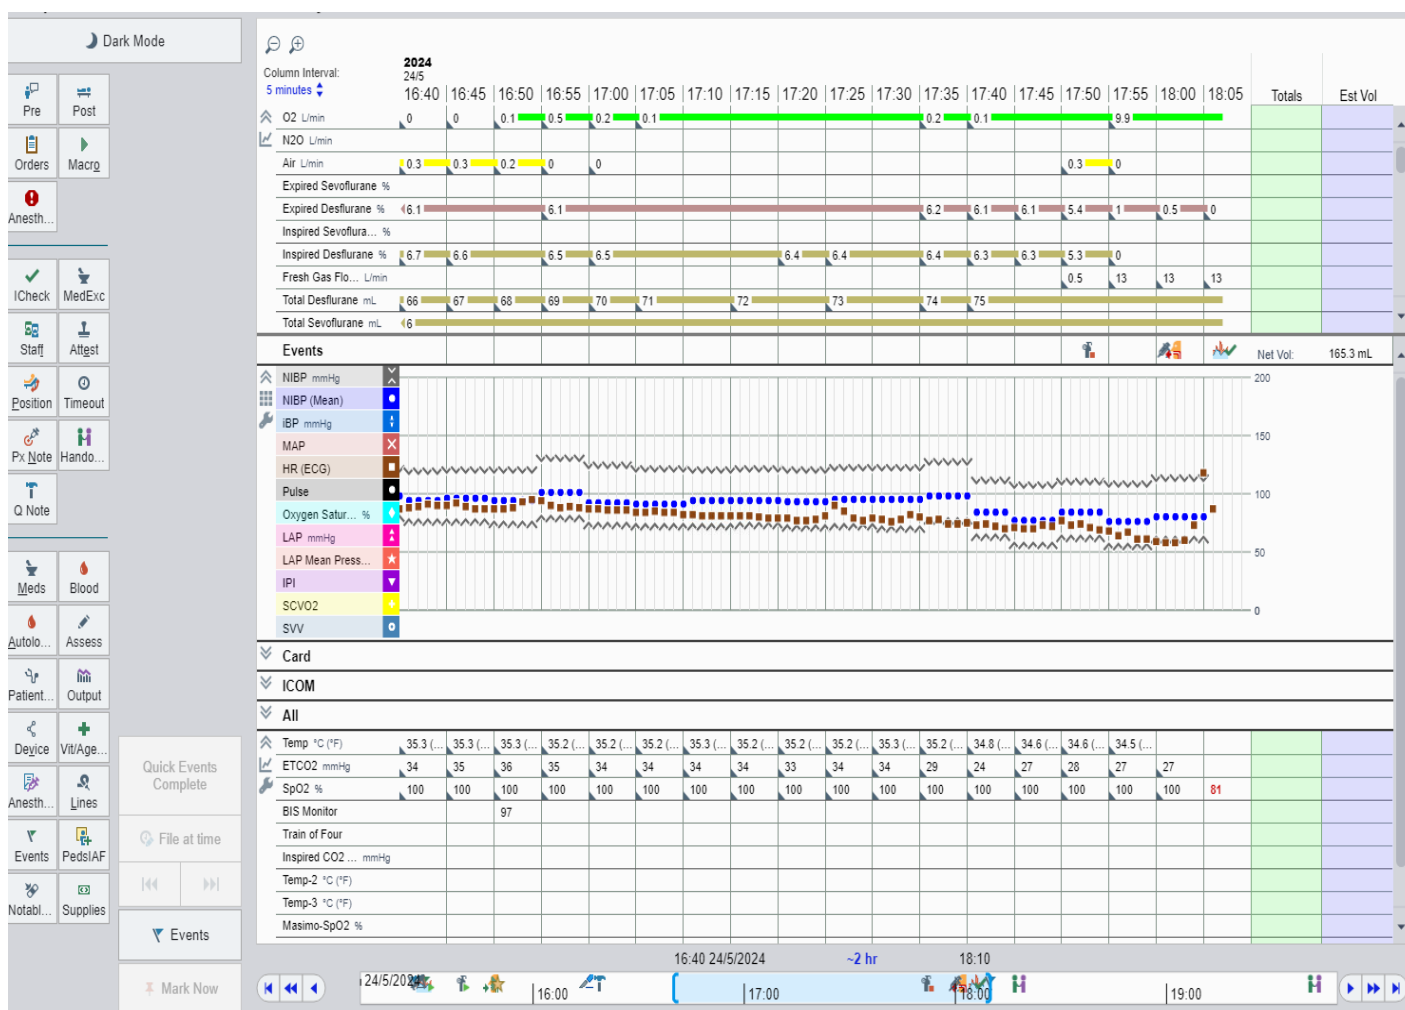 Dark Mode
Pre Post
Orders Macro
Anesth...
ICheck MedExc
Staff Attest
Position Timeout
Px Note Hando...
Q Note
Meds Blood
Autolo... Assess
Patient... Output
Device Vit/Age...
Anesth... Lines
Events PedsIAF
Notabl... Supplies
Quick Events
Complete
File at time
Events
Mark Now
2024
Column Interval: 24/5
5 minutes 16:40 16:45 16:50 16:55 17:00 17:05 17:10 17:15 17:20 17:25 17:30 17:35 17:40 17:45 17:50 17:55 18:00 18:05 Totals Est Vol
O2 L/min 0 0 0.1 0.5 0.2 0.1 0.2 0.1 9.9
N2O L/min
Air L/min 0.3 0.3 0.2 0 0 0.3 0
Expired Sevoflurane %
Expired Desflurane % 6.1 6.1 6.2 6.1 6.1 5.4 1 0.5 0
Inspired Sevoflura... %
Inspired Desflurane % 6.7 6.6 6.5 6.5 6.4 6.4 6.4 6.3 6.3 5.3 0
Fresh Gas Flo... L/min 0.5 13 13 13
Total Desflurane mL 66 67 68 69 70 71 72 73 74 75
Total Sevoflurane mL 6
Events Net Vol: 165.3 mL
NIBP mmHg 200
NIBP (Mean)
iBP mmHg
MAP 150
HR (ECG)
Pulse 100
Oxygen Satur... %
LAP mmHg
LAP Mean Press... 50
IPI
SCVO2 0
SVV
Card
ICOM
All
Temp °C (°F) 35.3 (... 35.3 (... 35.3 (... 35.2 (... 35.2 (... 35.2 (... 35.3 (... 35.2 (... 35.2 (... 35.2 (... 35.3 (... 35.2 (... 34.8 (... 34.6 (... 34.6 (... 34.5 (...
ETCO2 mmHg 34 35 36 35 34 34 34 34 33 34 34 29 24 27 28 27 27
SpO2 % 100 100 100 100 100 100 100 100 100 100 100 100 100 100 100 100 100 81
BIS Monitor 97
Train of Four
Inspired CO2 ... mmHg
Temp-2 °C (°F)
Temp-3 °C (°F)
Masimo-SpO2 %
16:40 24/5/2024 ~2 hr 18:10
24/5/2024 16:00 17:00 18:00 19:00